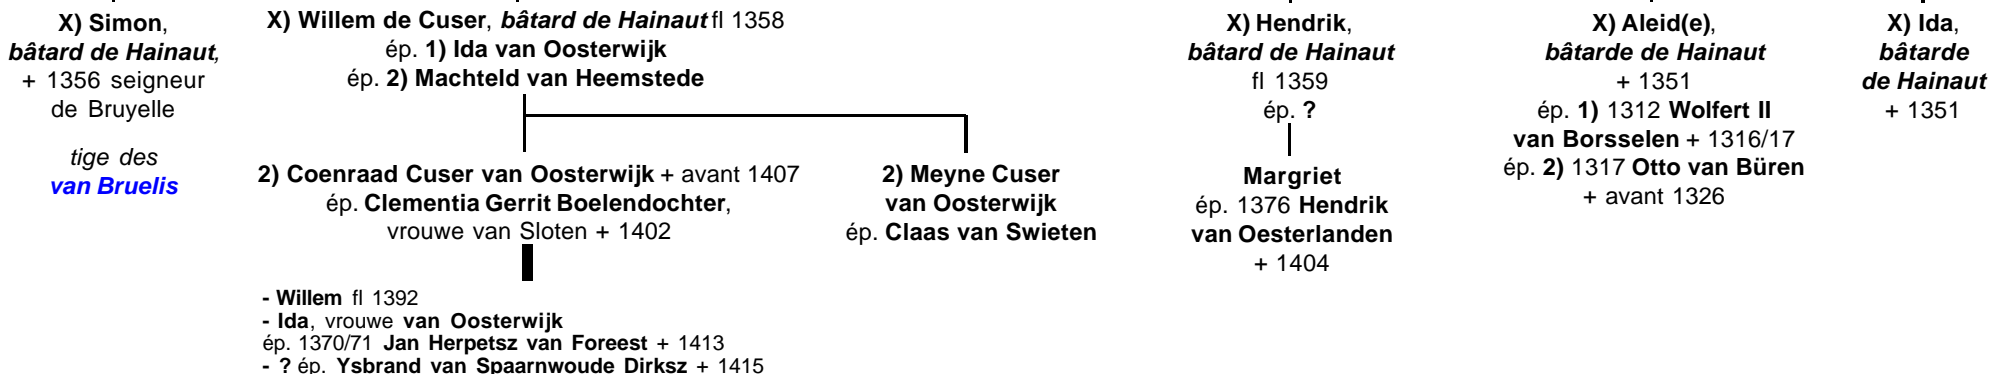 X) Simon,
bâtard de Hainaut,
+ 1356 seigneur
de Bruyelle
tige des
van Bruelis
X) Willem de Cuser, bâtard de Hainaut fl 1358
ép. 1) Ida van Oosterwijk
ép. 2) Machteld van Heemstede
2) Coenraad Cuser van Oosterwijk + avant 1407
ép. Clementia Gerrit Boelendochter,
vrouwe van Sloten + 1402
- Willem fl 1392
- Ida, vrouwe van Oosterwijk
ép. 1370/71 Jan Herpetsz van Foreest + 1413
- ? ép. Ysbrand van Spaarnwoude Dirksz + 1415
2) Meyne Cuser
van Oosterwijk
ép. Claas van Swieten
X) Hendrik,
bâtard de Hainaut
fl 1359
ép. ?
Margriet
ép. 1376 Hendrik
van Oesterlanden
+ 1404
X) Aleid(e),
bâtarde de Hainaut
+ 1351
ép. 1) 1312 Wolfert II
van Borsselen + 1316/17
ép. 2) 1317 Otto van Büren
+ avant 1326
X) Ida,
bâtarde
de Hainaut
+ 1351